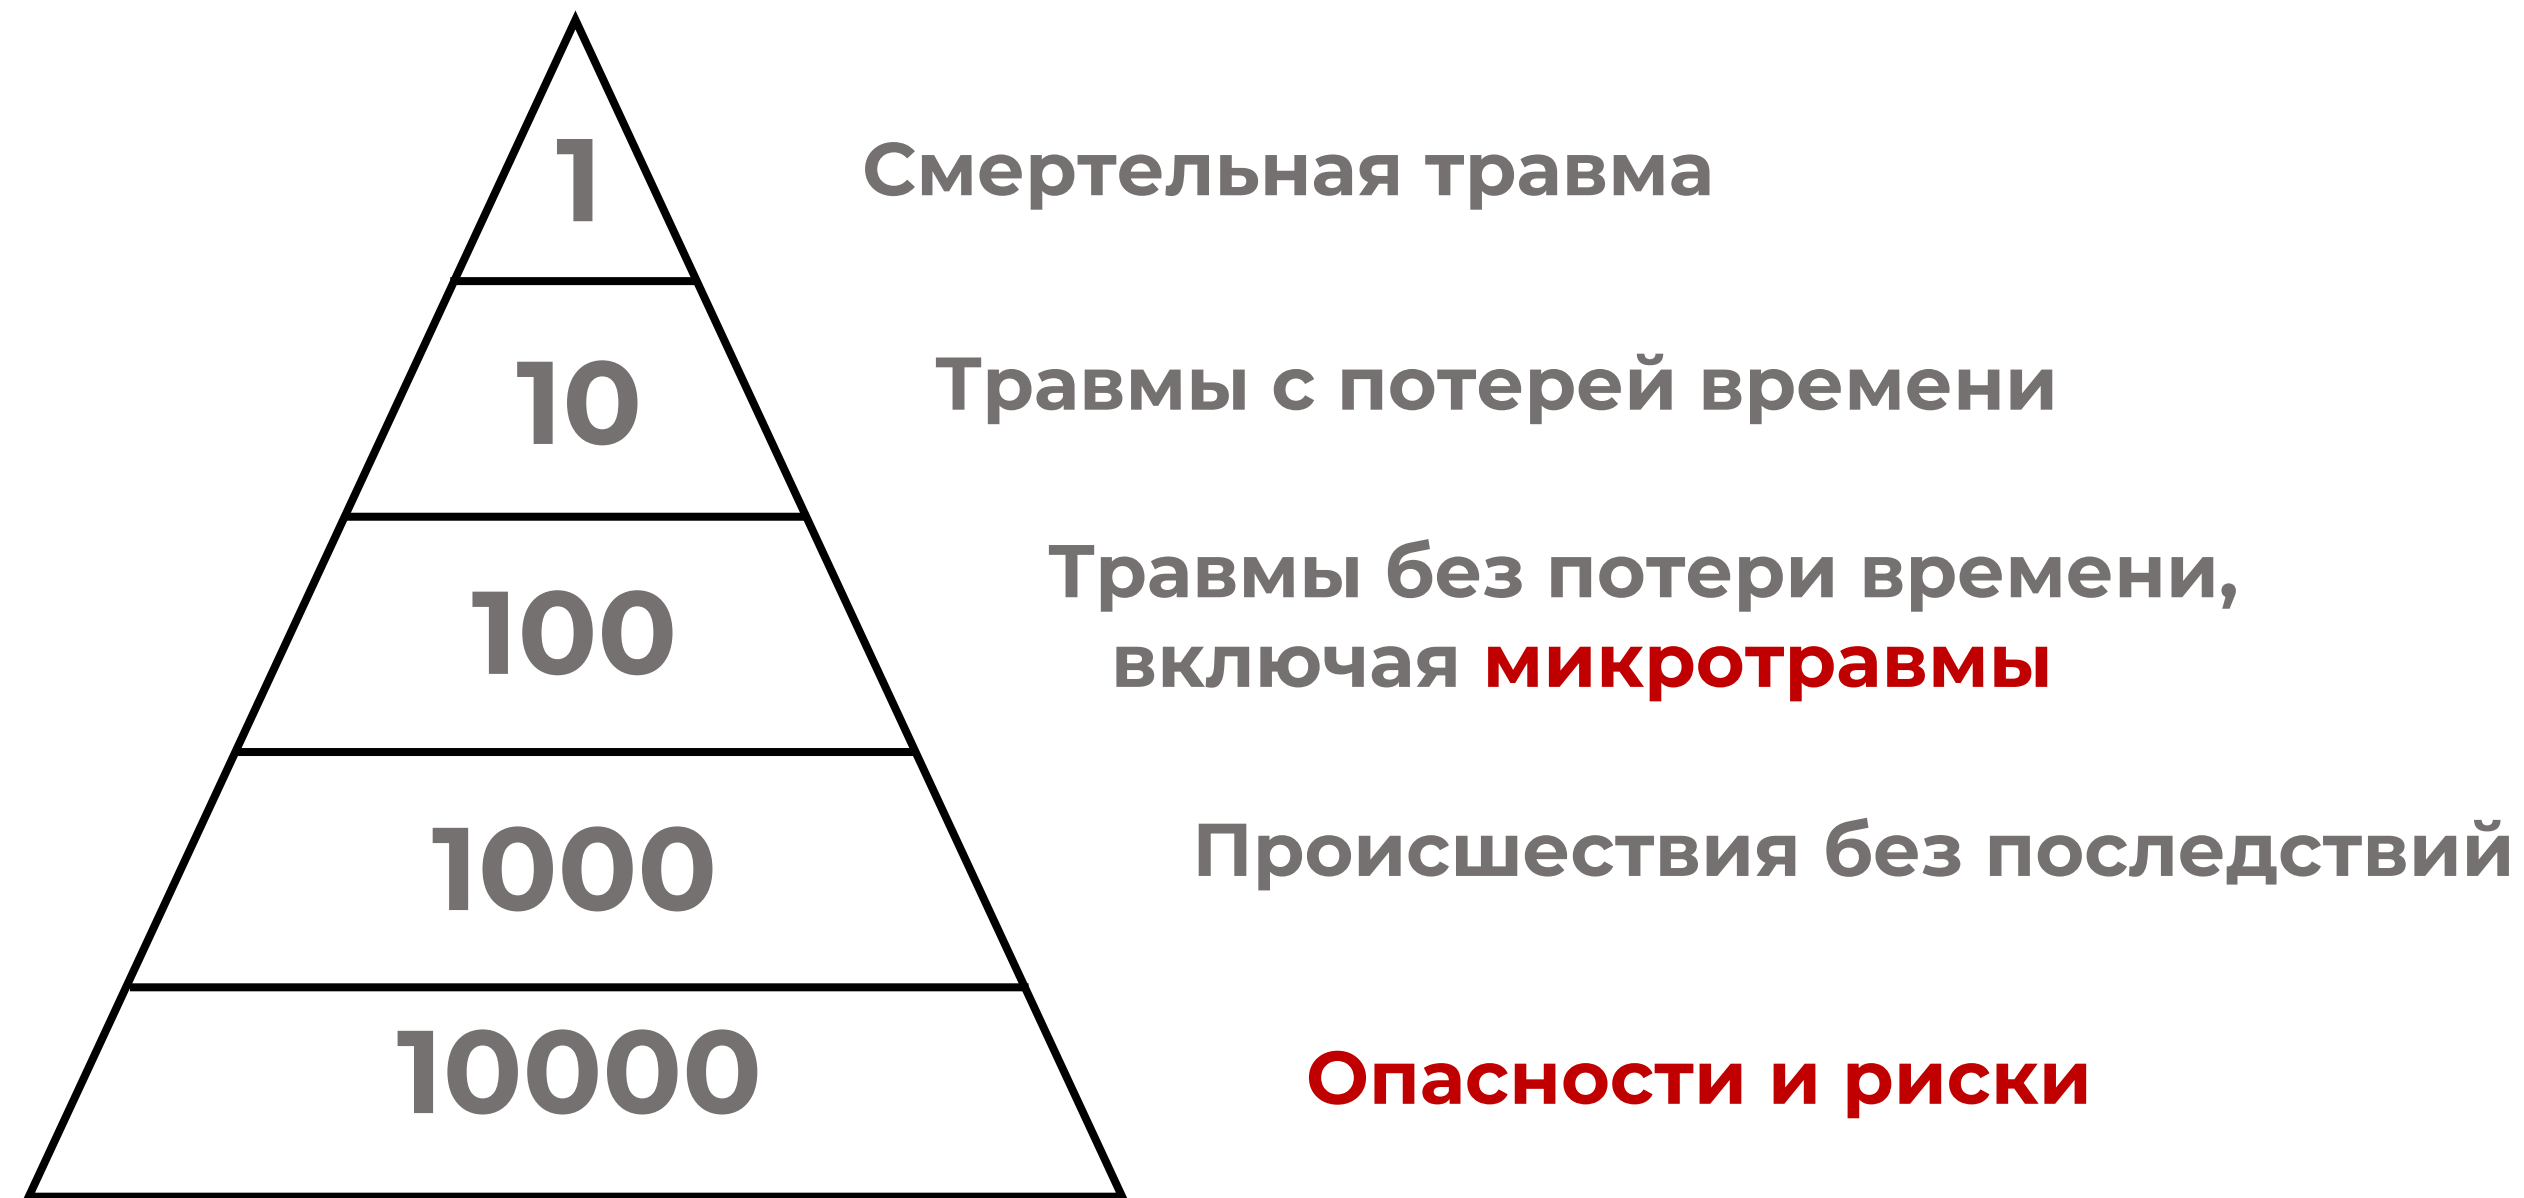 1
Смертельная травма
10
Травмы с потерей времени
100
Травмы без потери времени,
включая микротравмы
1000
Происшествия без последствий
10000
Опасности и риски